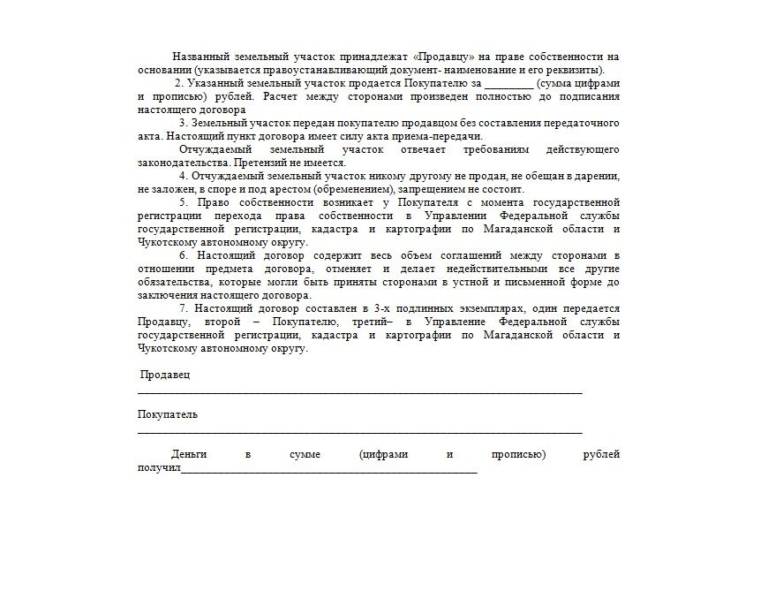 Названный земельный участок принадлежат «Продавцу» на праве собственности на
основании (указывается правоустанавливающий документ- наименование и его реквизиты).
2. Указанный земельный участок продается Покупателю за ________ (сумма цифрами
и прописью) рублей. Расчет между сторонами произведен полностью до подписания
настоящего договора
3. Земельный участок передан покупателю продавцом без составления передаточного
акта. Настоящий пункт договора имеет силу акта приема-передачи.
Отчуждаемый земельный участок отвечает требованиям действующего
законодательства. Претензий не имеется.
4. Отчуждаемый земельный участок никому другому не продан, не обещан в дарении,
не заложен, в споре и под арестом (обременением), запрещением не состоит.
5. Право собственности возникает у Покупателя с момента государственной
регистрации перехода права собственности в Управлении Федеральной службы
государственной регистрации, кадастра и картографии по Магаданской области и
Чукотскому автономному округу.
6. Настоящий договор содержит весь объем соглашений между сторонами в
отношении предмета договора, отменяет и делает недействительными все другие
обязательства, которые могли быть приняты сторонами в устной и письменной форме до
заключения настоящего договора.
7. Настоящий договор составлен в 3-х подлинных экземплярах, один передается
Продавцу, второй – Покупателю, третий– в Управление Федеральной службы
государственной регистрации, кадастра и картографии по Магаданской области и
Чукотскому автономному округу.
Продавец
________________________________________________________________________________
Покупатель
________________________________________________________________________________
Деньги в сумме (цифрами и прописью) рублей
получил_____________________________________________________